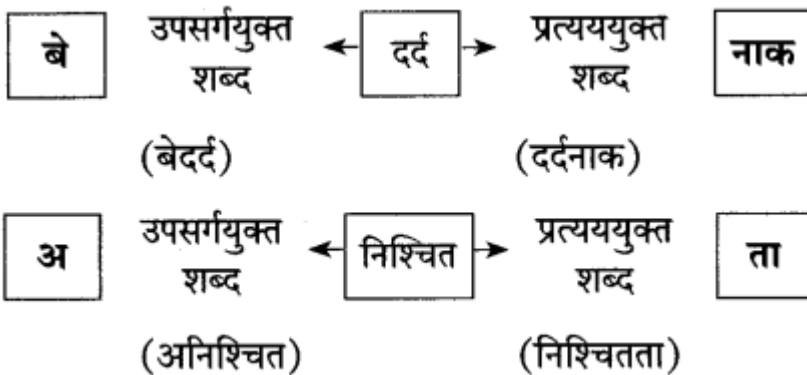 बे उपसर्गयुक्त शब्द दर्द प्रत्यययुक्त शब्द नाक
(बेदर्द) (दर्दनाक)
अ उपसर्गयुक्त शब्द निश्चित प्रत्यययुक्त शब्द ता
(अनिश्चित) (निश्चितता)